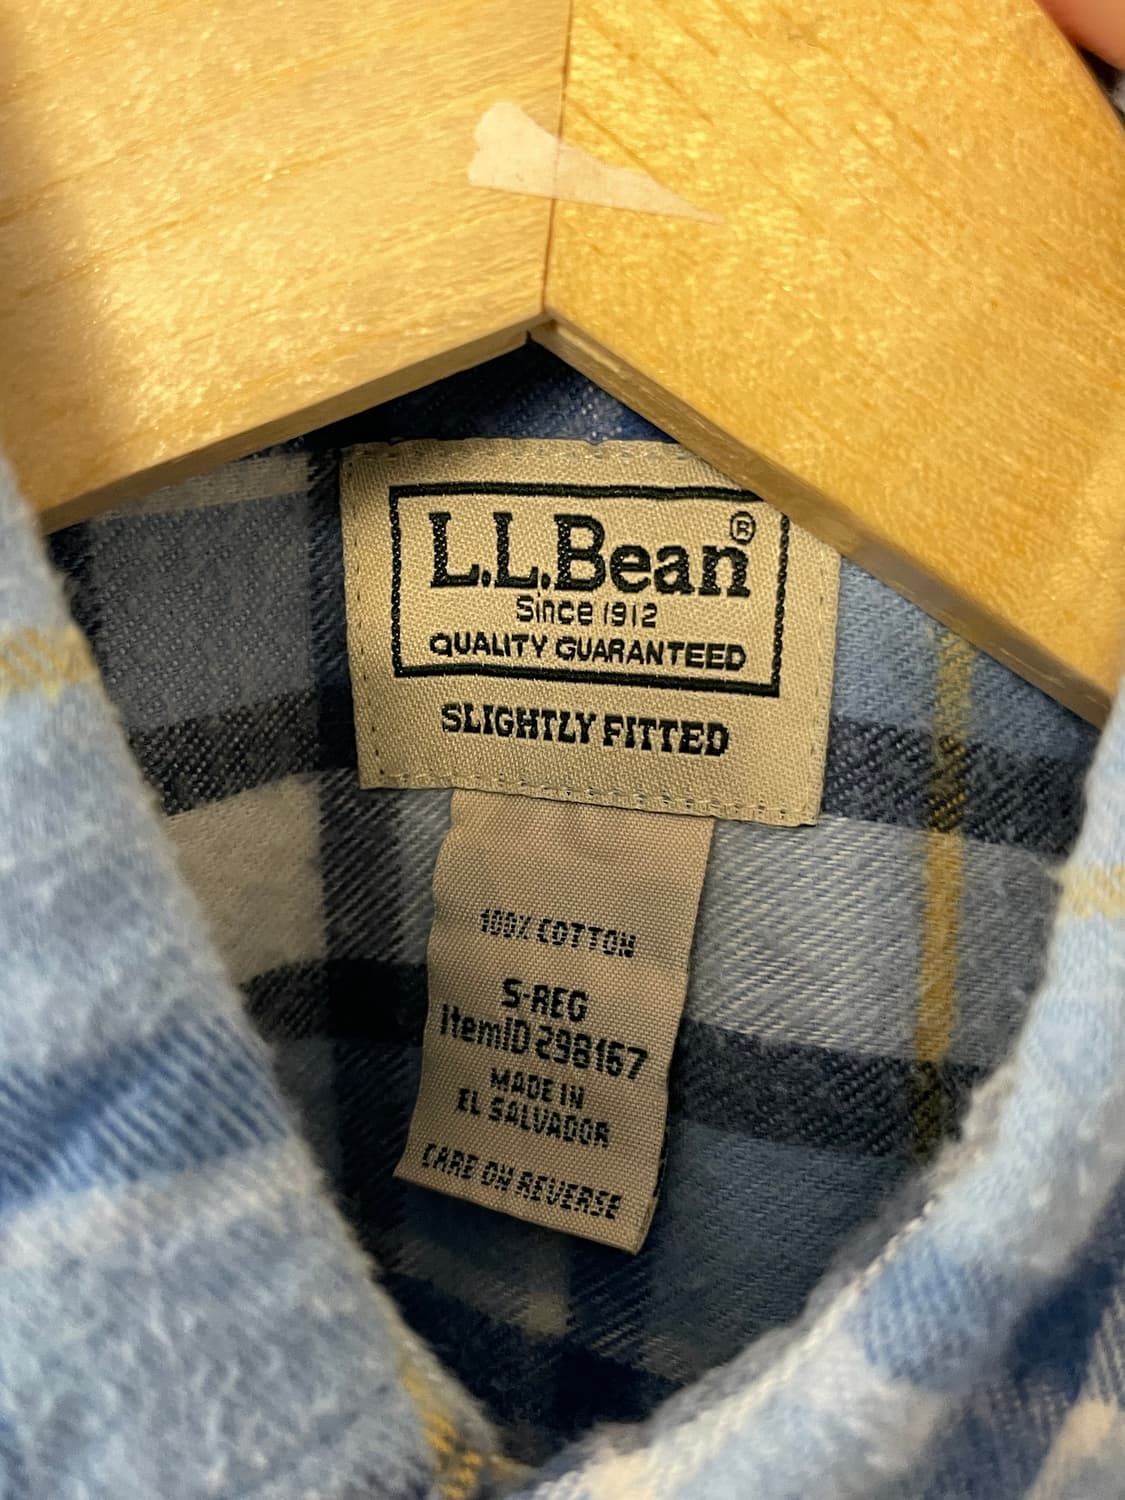 L.L.Bean®
Since 1912
QUALITY GUARANTEED
SLIGHTLY FITTED
100% COTTON
S-REG
ItemID 298167
MADE IN
EL SALVADOR
CARE ON REVERSE